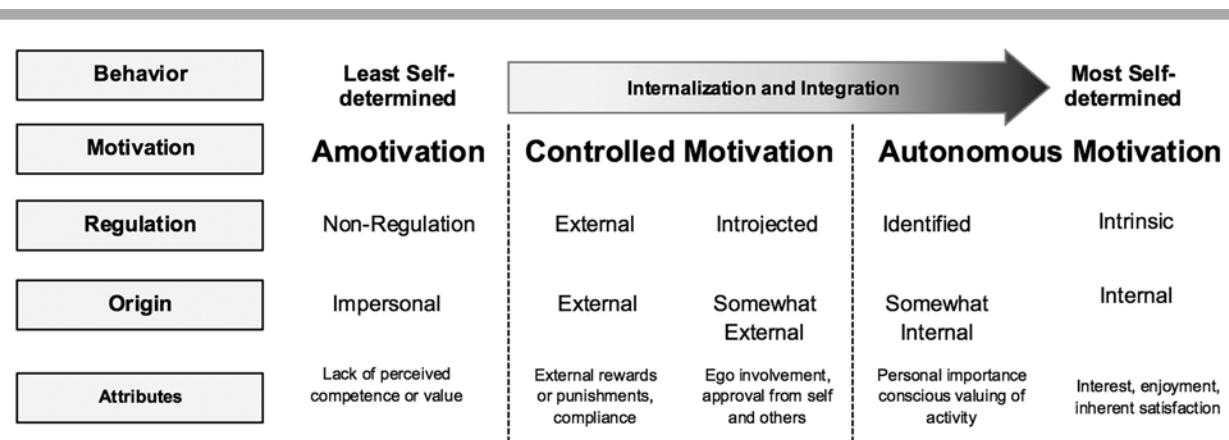 Behavior
Least Self-
determined
Internalization and Integration
Most Self-
determined
Motivation
Amotivation
Controlled Motivation
Autonomous Motivation
Regulation
Non-Regulation
External
Introjected
Identified
Intrinsic
Origin
Impersonal
External
Somewhat
External
Somewhat
Internal
Internal
Attributes
Lack of perceived
competence or value
External rewards
or punishments,
compliance
Ego involvement,
approval from self
and others
Personal importance
conscious valuing of
activity
Interest, enjoyment,
inherent satisfaction